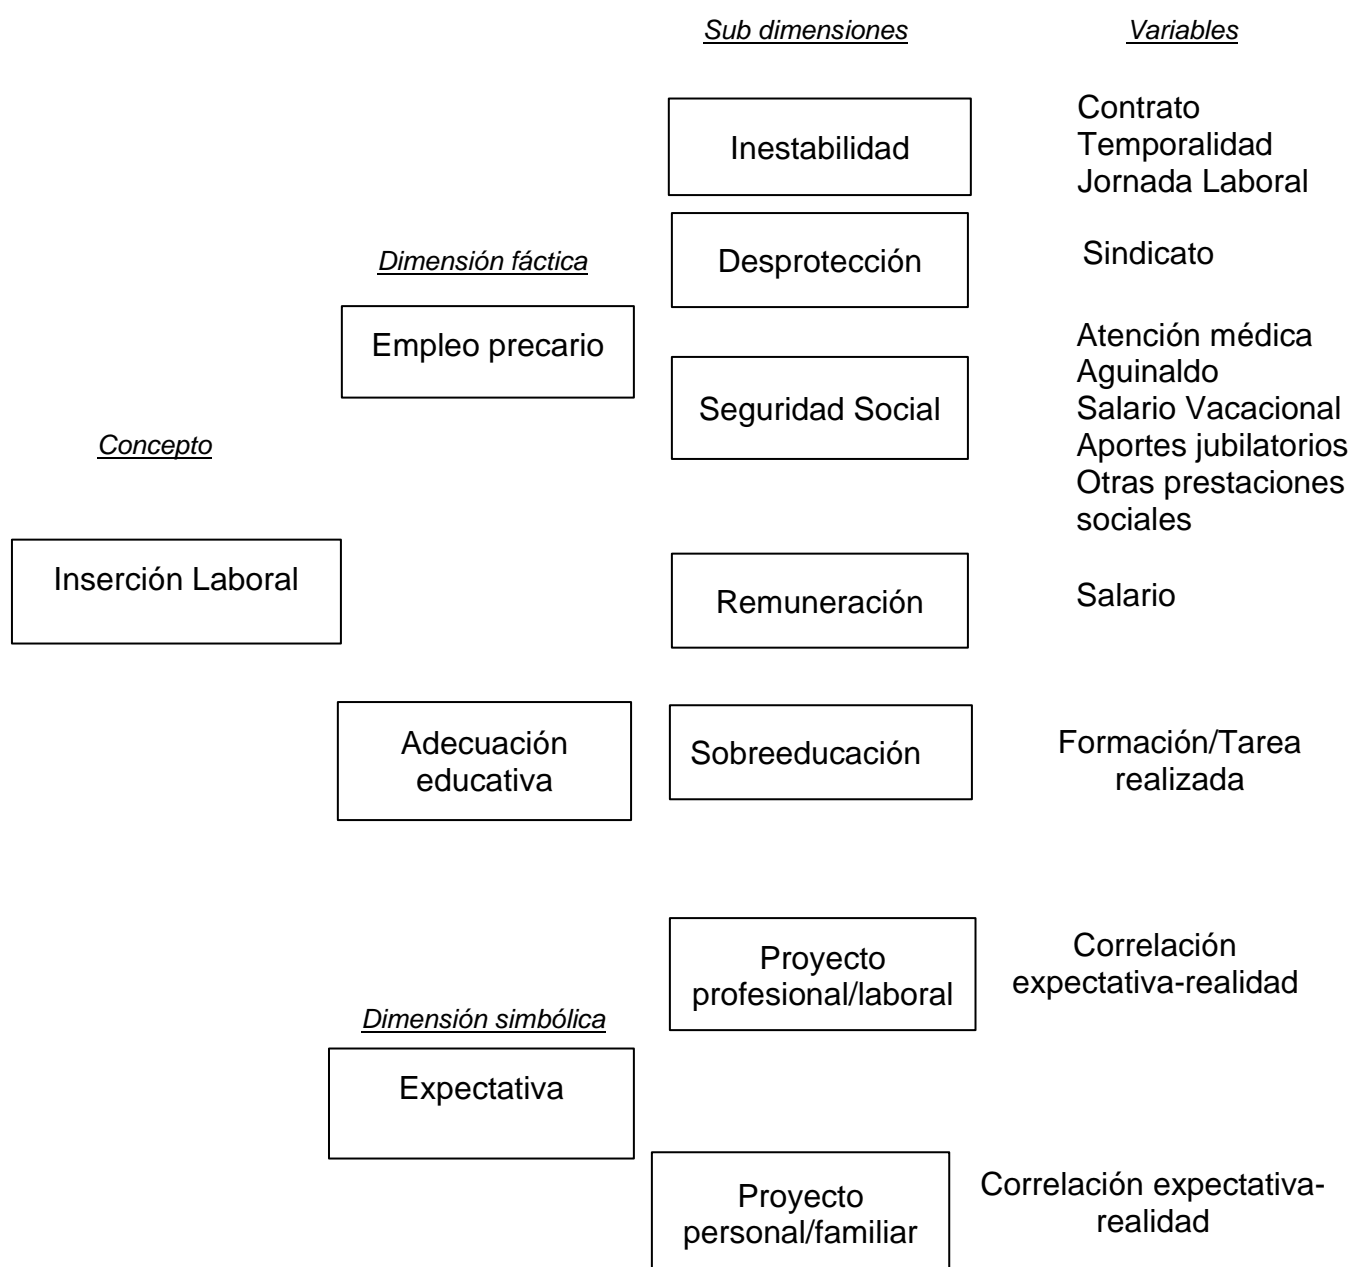 Sub dimensiones
Variables
Inestabilidad
Contrato
Temporalidad
Jornada Laboral
Dimensión fáctica
Desprotección
Sindicato
Empleo precario
Seguridad Social
Atención médica
Aguinaldo
Salario Vacacional
Aportes jubilatorios
Otras prestaciones
sociales
Concepto
Inserción Laboral
Remuneración
Salario
Adecuación
educativa
Sobreeducación
Formación/Tarea
realizada
Proyecto
profesional/laboral
Correlación
expectativa-realidad
Dimensión simbólica
Expectativa
Proyecto
personal/familiar
Correlación expectativa-
realidad